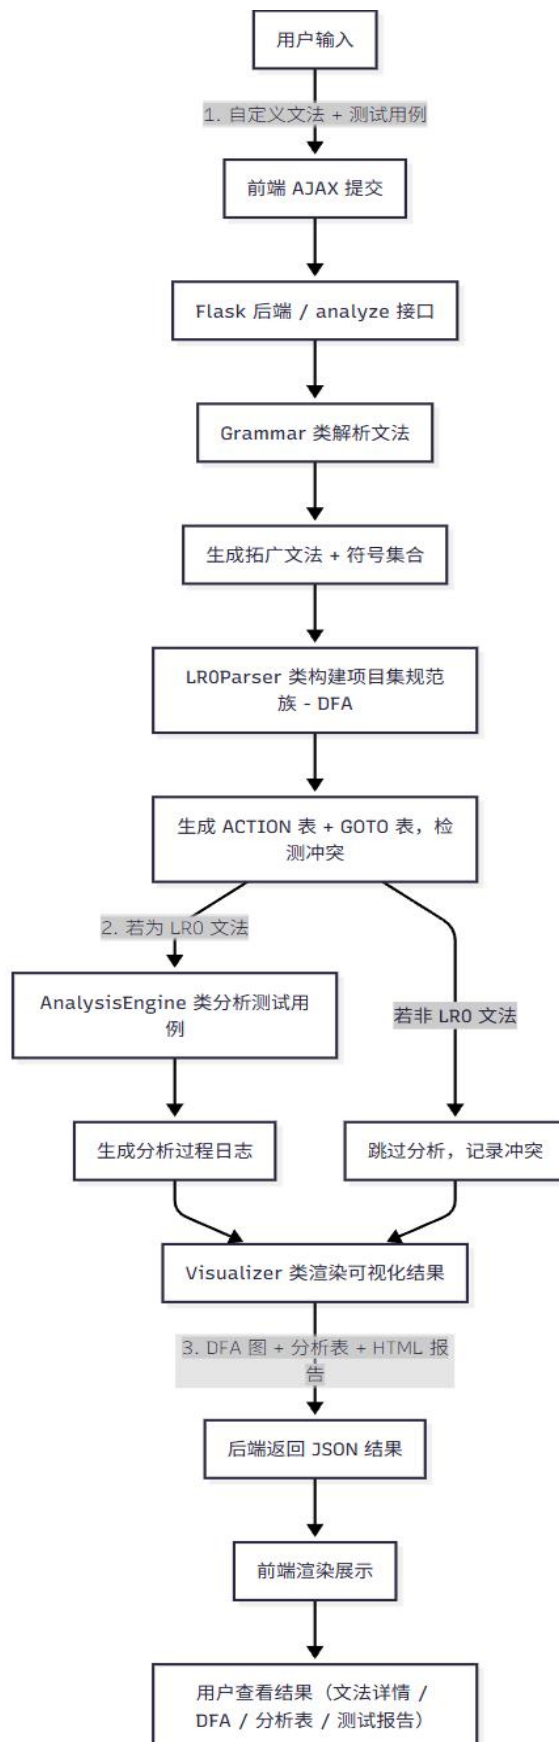 用户输入
1. 自定义文法 + 测试用例
前端 AJAX 提交
Flask 后端 / analyze 接口
Grammar 类解析文法
生成拓广文法 + 符号集合
LR0Parser 类构建项目集规范
族 - DFA
生成 ACTION 表 + GOTO 表，检
测冲突
2. 若为 LR0 文法
AnalysisEngine 类分析测试用
例
若非 LR0 文法
生成分析过程日志
跳过分析，记录冲突
Visualizer 类渲染可视化结果
3. DFA 图 + 分析表 + HTML 报
告
后端返回 JSON 结果
前端渲染展示
用户查看结果（文法详情 /
DFA / 分析表 / 测试报告）